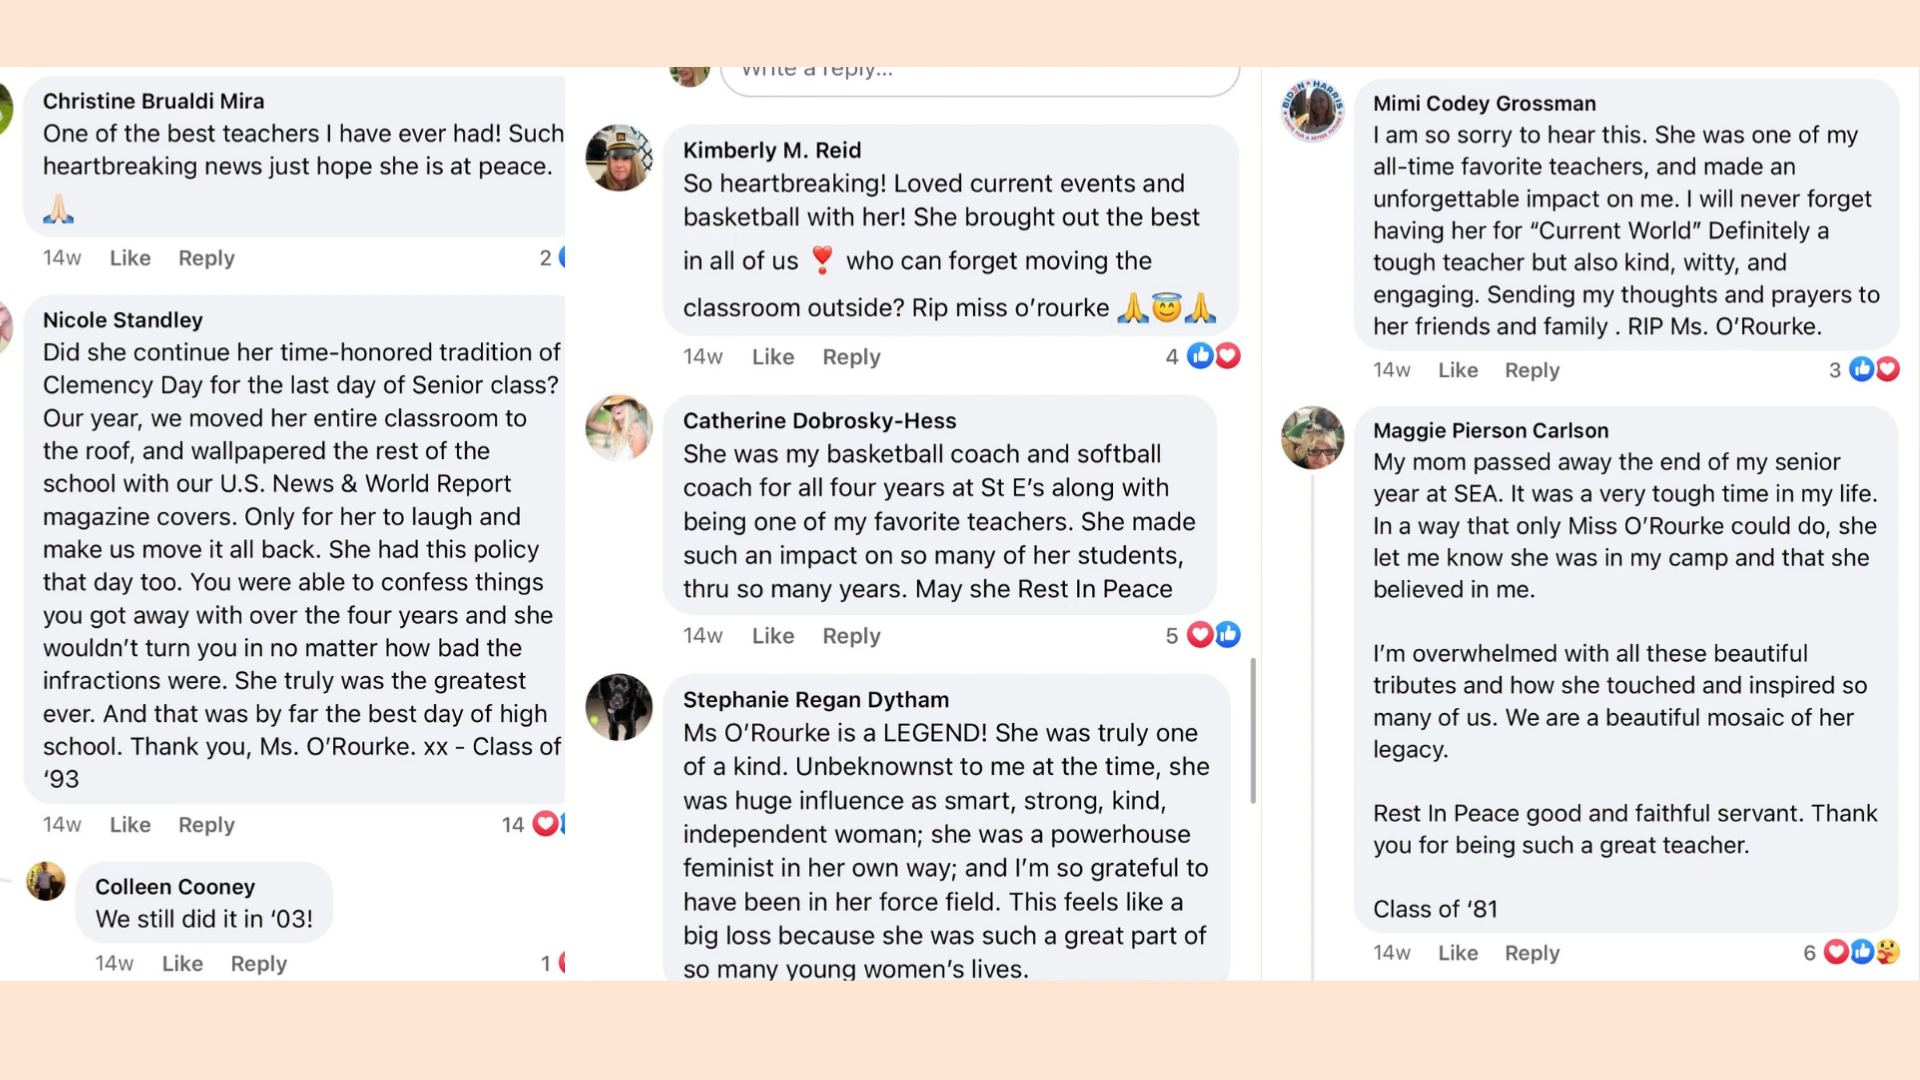 Christine Brualdi Mira
One of the best teachers I have ever had! Such
heartbreaking news just hope she is at peace.
🙏🏻
14w Like Reply 2
Nicole Standley
Did she continue her time-honored tradition of
Clemency Day for the last day of Senior class?
Our year, we moved her entire classroom to
the roof, and wallpapered the rest of the
school with our U.S. News & World Report
magazine covers. Only for her to laugh and
make us move it all back. She had this policy
that day too. You were able to confess things
you got away with over the four years and she
wouldn’t turn you in no matter how bad the
infractions were. She truly was the greatest
ever. And that was by far the best day of high
school. Thank you, Ms. O’Rourke. xx - Class of
‘93
14w Like Reply 14
Colleen Cooney
We still did it in ‘03!
14w Like Reply 1
Write a reply...
Kimberly M. Reid
So heartbreaking! Loved current events and
basketball with her! She brought out the best
in all of us ❣️ who can forget moving the
classroom outside? Rip miss o’rourke 🙏😇🙏
14w Like Reply 4
Catherine Dobrosky-Hess
She was my basketball coach and softball
coach for all four years at St E’s along with
being one of my favorite teachers. She made
such an impact on so many of her students,
thru so many years. May she Rest In Peace
14w Like Reply 5
Stephanie Regan Dytham
Ms O’Rourke is a LEGEND! She was truly one
of a kind. Unbeknownst to me at the time, she
was huge influence as smart, strong, kind,
independent woman; she was a powerhouse
feminist in her own way; and I’m so grateful to
have been in her force field. This feels like a
big loss because she was such a great part of
so many young women’s lives.
BIDEN HARRIS
Mimi Codey Grossman
I am so sorry to hear this. She was one of my
all-time favorite teachers, and made an
unforgettable impact on me. I will never forget
having her for “Current World” Definitely a
tough teacher but also kind, witty, and
engaging. Sending my thoughts and prayers to
her friends and family . RIP Ms. O’Rourke.
14w Like Reply 3
Maggie Pierson Carlson
My mom passed away the end of my senior
year at SEA. It was a very tough time in my life.
In a way that only Miss O’Rourke could do, she
let me know she was in my camp and that she
believed in me.
I’m overwhelmed with all these beautiful
tributes and how she touched and inspired so
many of us. We are a beautiful mosaic of her
legacy.
Rest In Peace good and faithful servant. Thank
you for being such a great teacher.
Class of ‘81
14w Like Reply 6